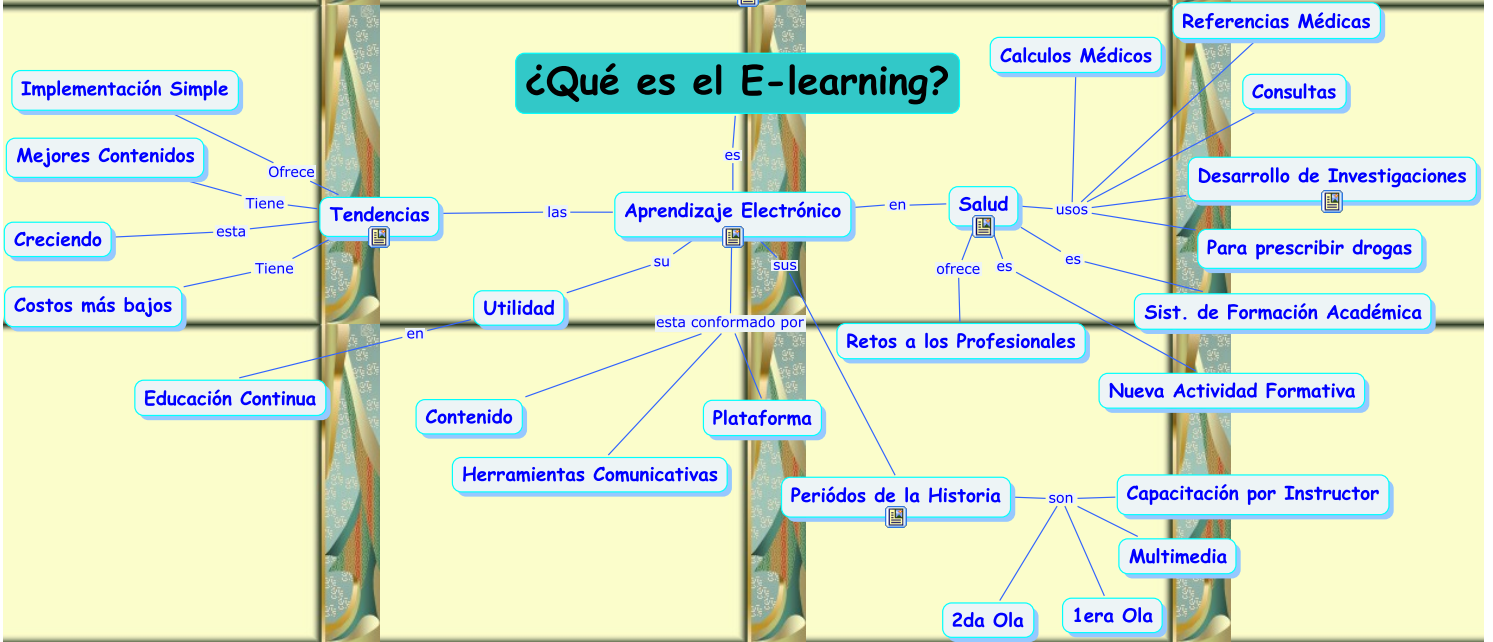 Referencias Médicas
Calculos Médicos
¿Qué es el E-learning?
Implementación Simple
Consultas
Mejores Contenidos
es
Ofrece
Desarrollo de Investigaciones
Tiene
Tendencias
las
Aprendizaje Electrónico
en
Salud
usos
Creciendo
esta
Para prescribir drogas
su
sus
ofrece
es
es
Tiene
Costos más bajos
Utilidad
Sist. de Formación Académica
esta conformado por
en
Retos a los Profesionales
Educación Continua
Nueva Actividad Formativa
Contenido
Plataforma
Herramientas Comunicativas
Periódos de la Historia
son
Capacitación por Instructor
Multimedia
2da Ola
1era Ola